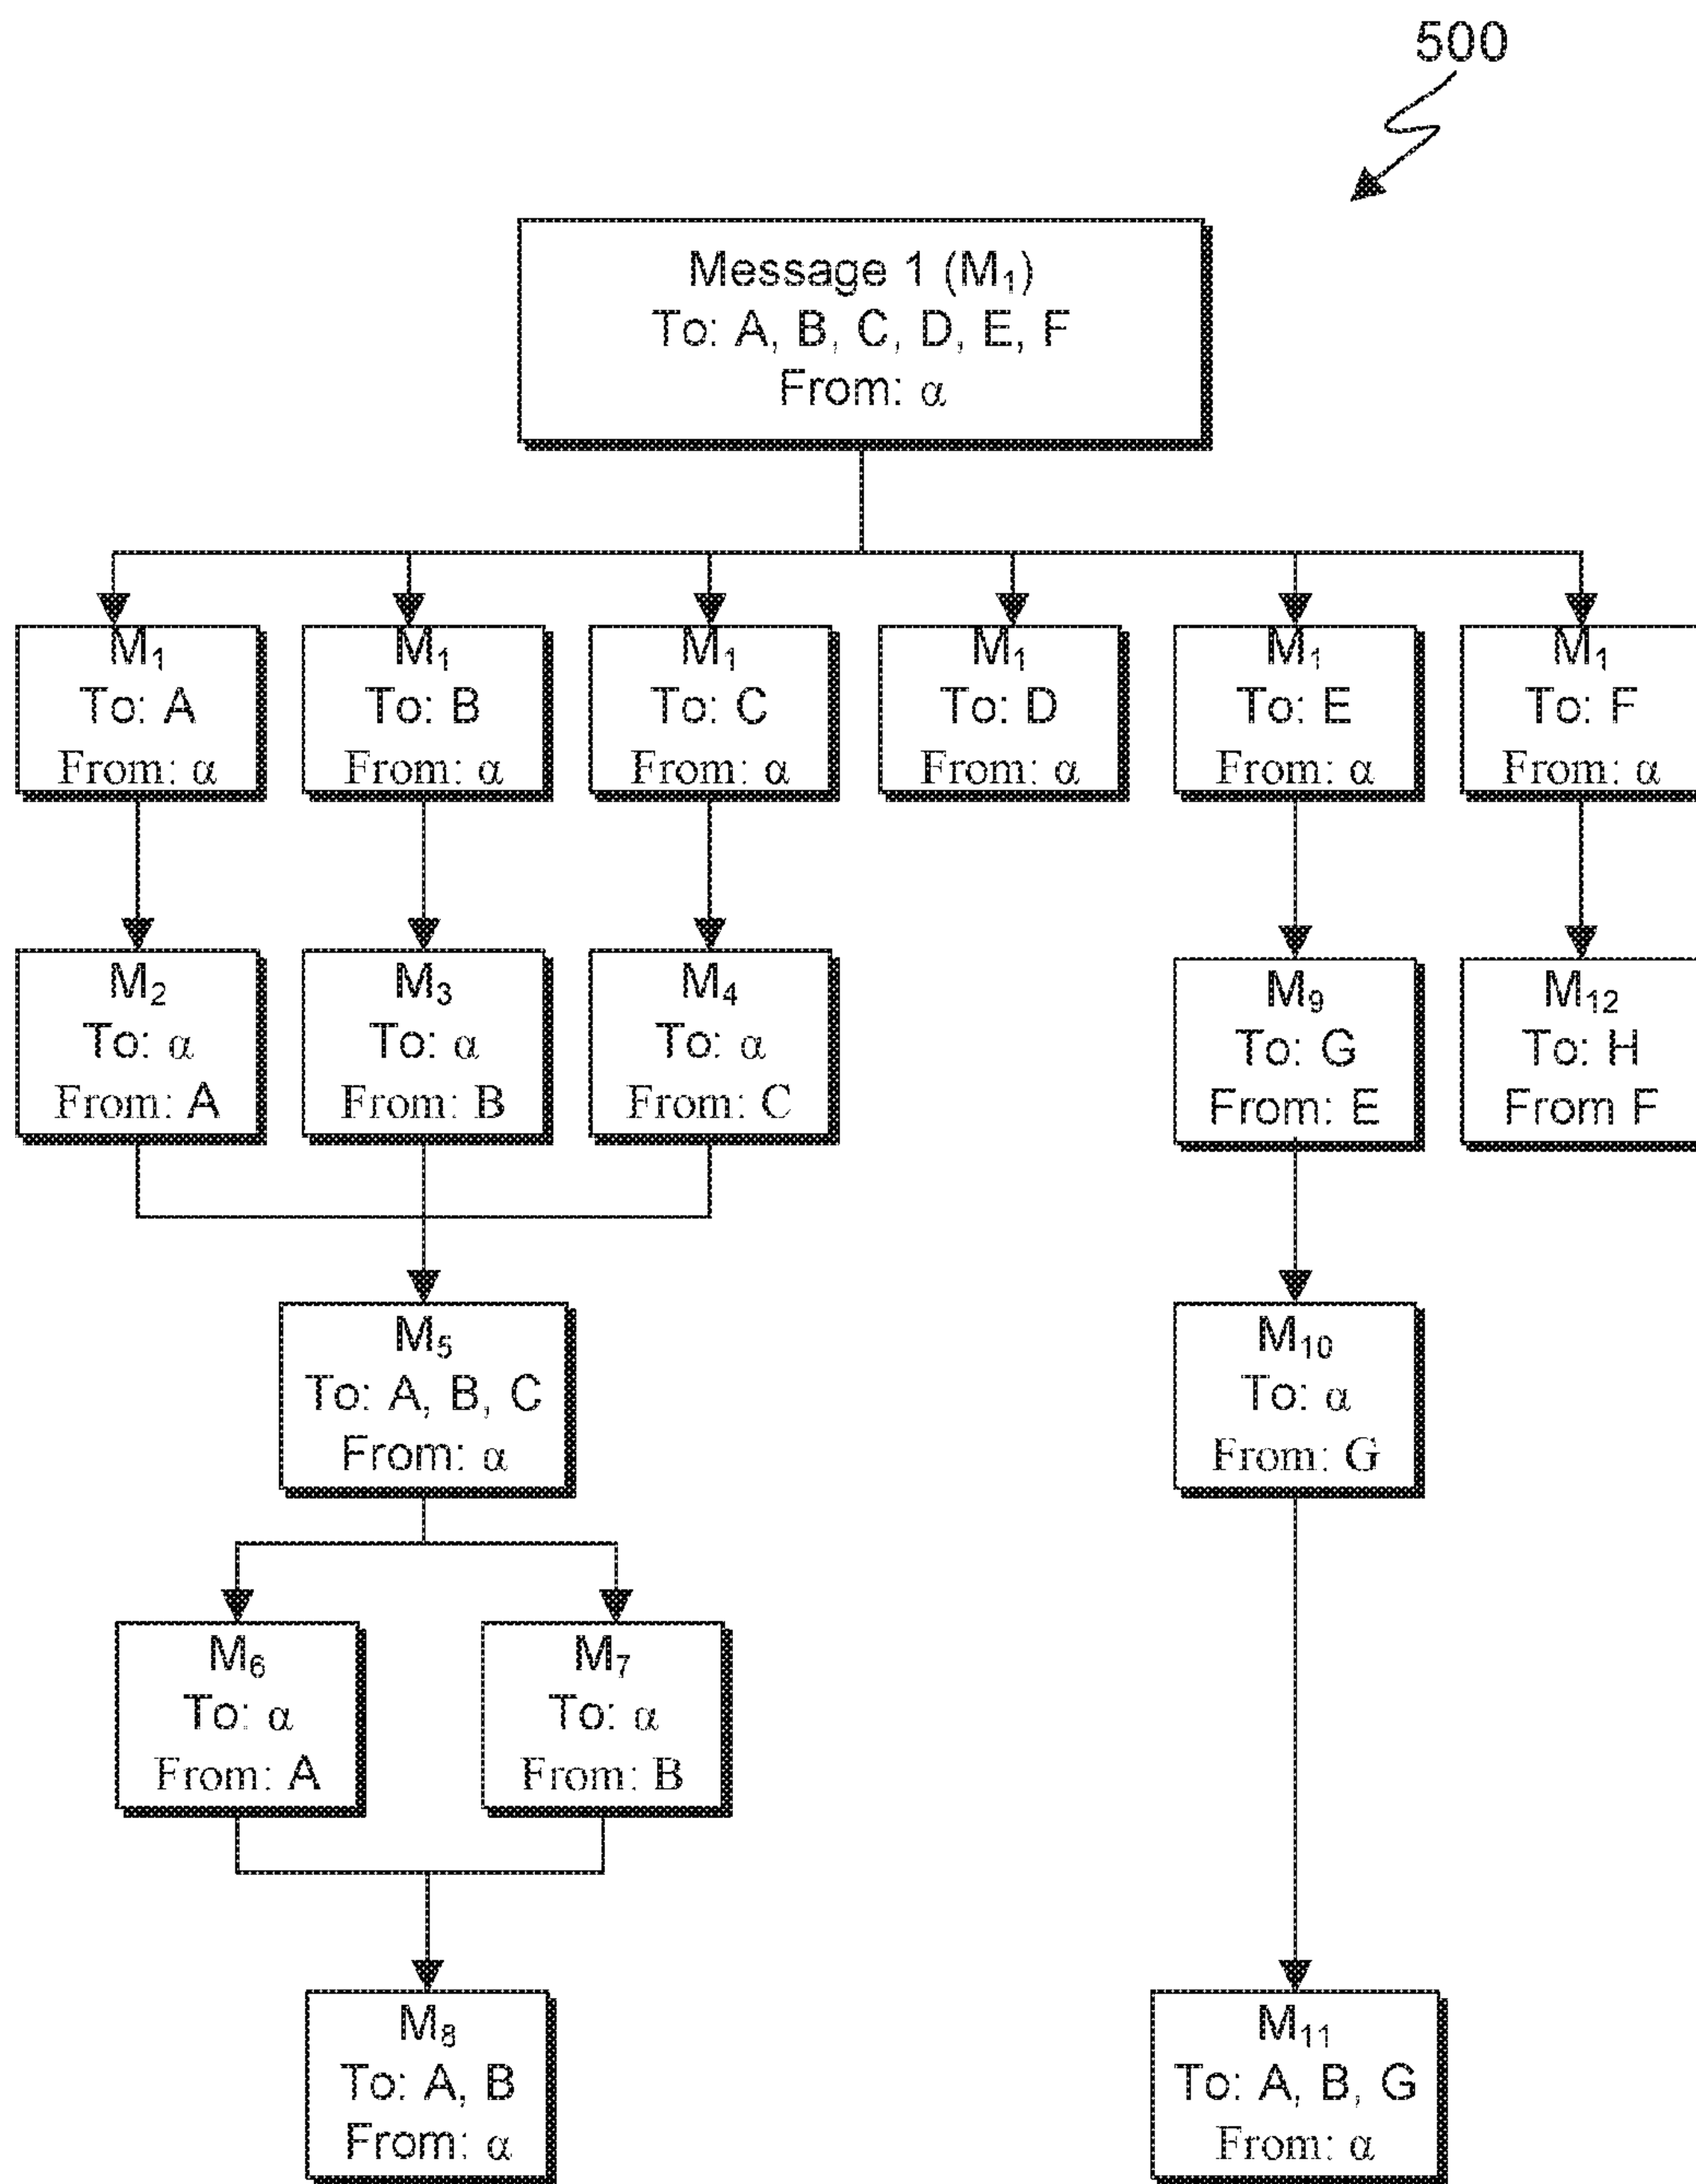 500
Message 1 (M₁)
To: A, B, C, D, E, F
From: α
M₁
To: A
From: α
M₁
To: B
From: α
M₁
To: C
From: α
M₁
To: D
From: α
M₁
To: E
From: α
M₁
To: F
From: α
M₂
To: α
From: A
M₃
To: α
From: B
M₄
To: α
From: C
M₉
To: G
From: E
M₁₂
To: H
From F
M₅
To: A, B, C
From: α
M₁₀
To: α
From: G
M₆
To: α
From: A
M₇
To: α
From: B
M₈
To: A, B
From: α
M₁₁
To: A, B, G
From: α